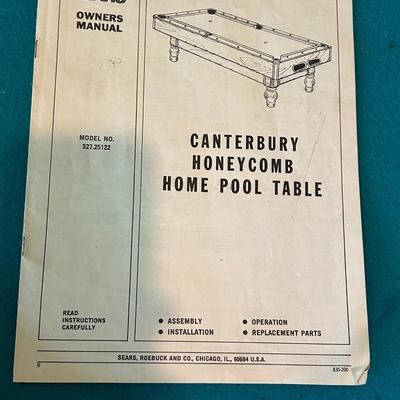 OWNERS
MANUAL
MODEL NO.
527.25122
CANTERBURY
HONEYCOMB
HOME POOL TABLE
READ
INSTRUCTIONS
CAREFULLY
• ASSEMBLY
• INSTALLATION
• OPERATION
• REPLACEMENT PARTS
SEARS, ROEBUCK AND CO., CHICAGO, IL, 60684 U.S.A.
835-200